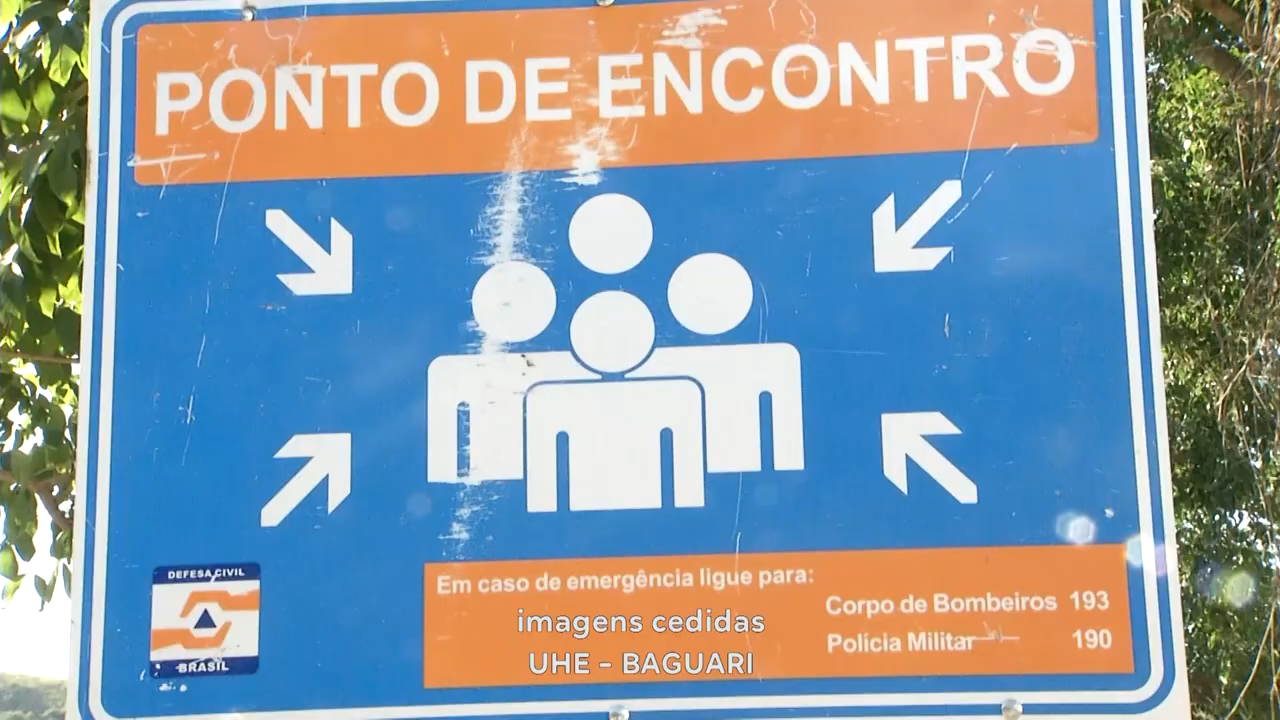 PONTO DE ENCONTRO
DEFESA CIVIL
BRASIL
Em caso de emergência ligue para:
Corpo de Bombeiros 193
Polícia Militar 190
imagens cedidas
UHE - BAGUARI